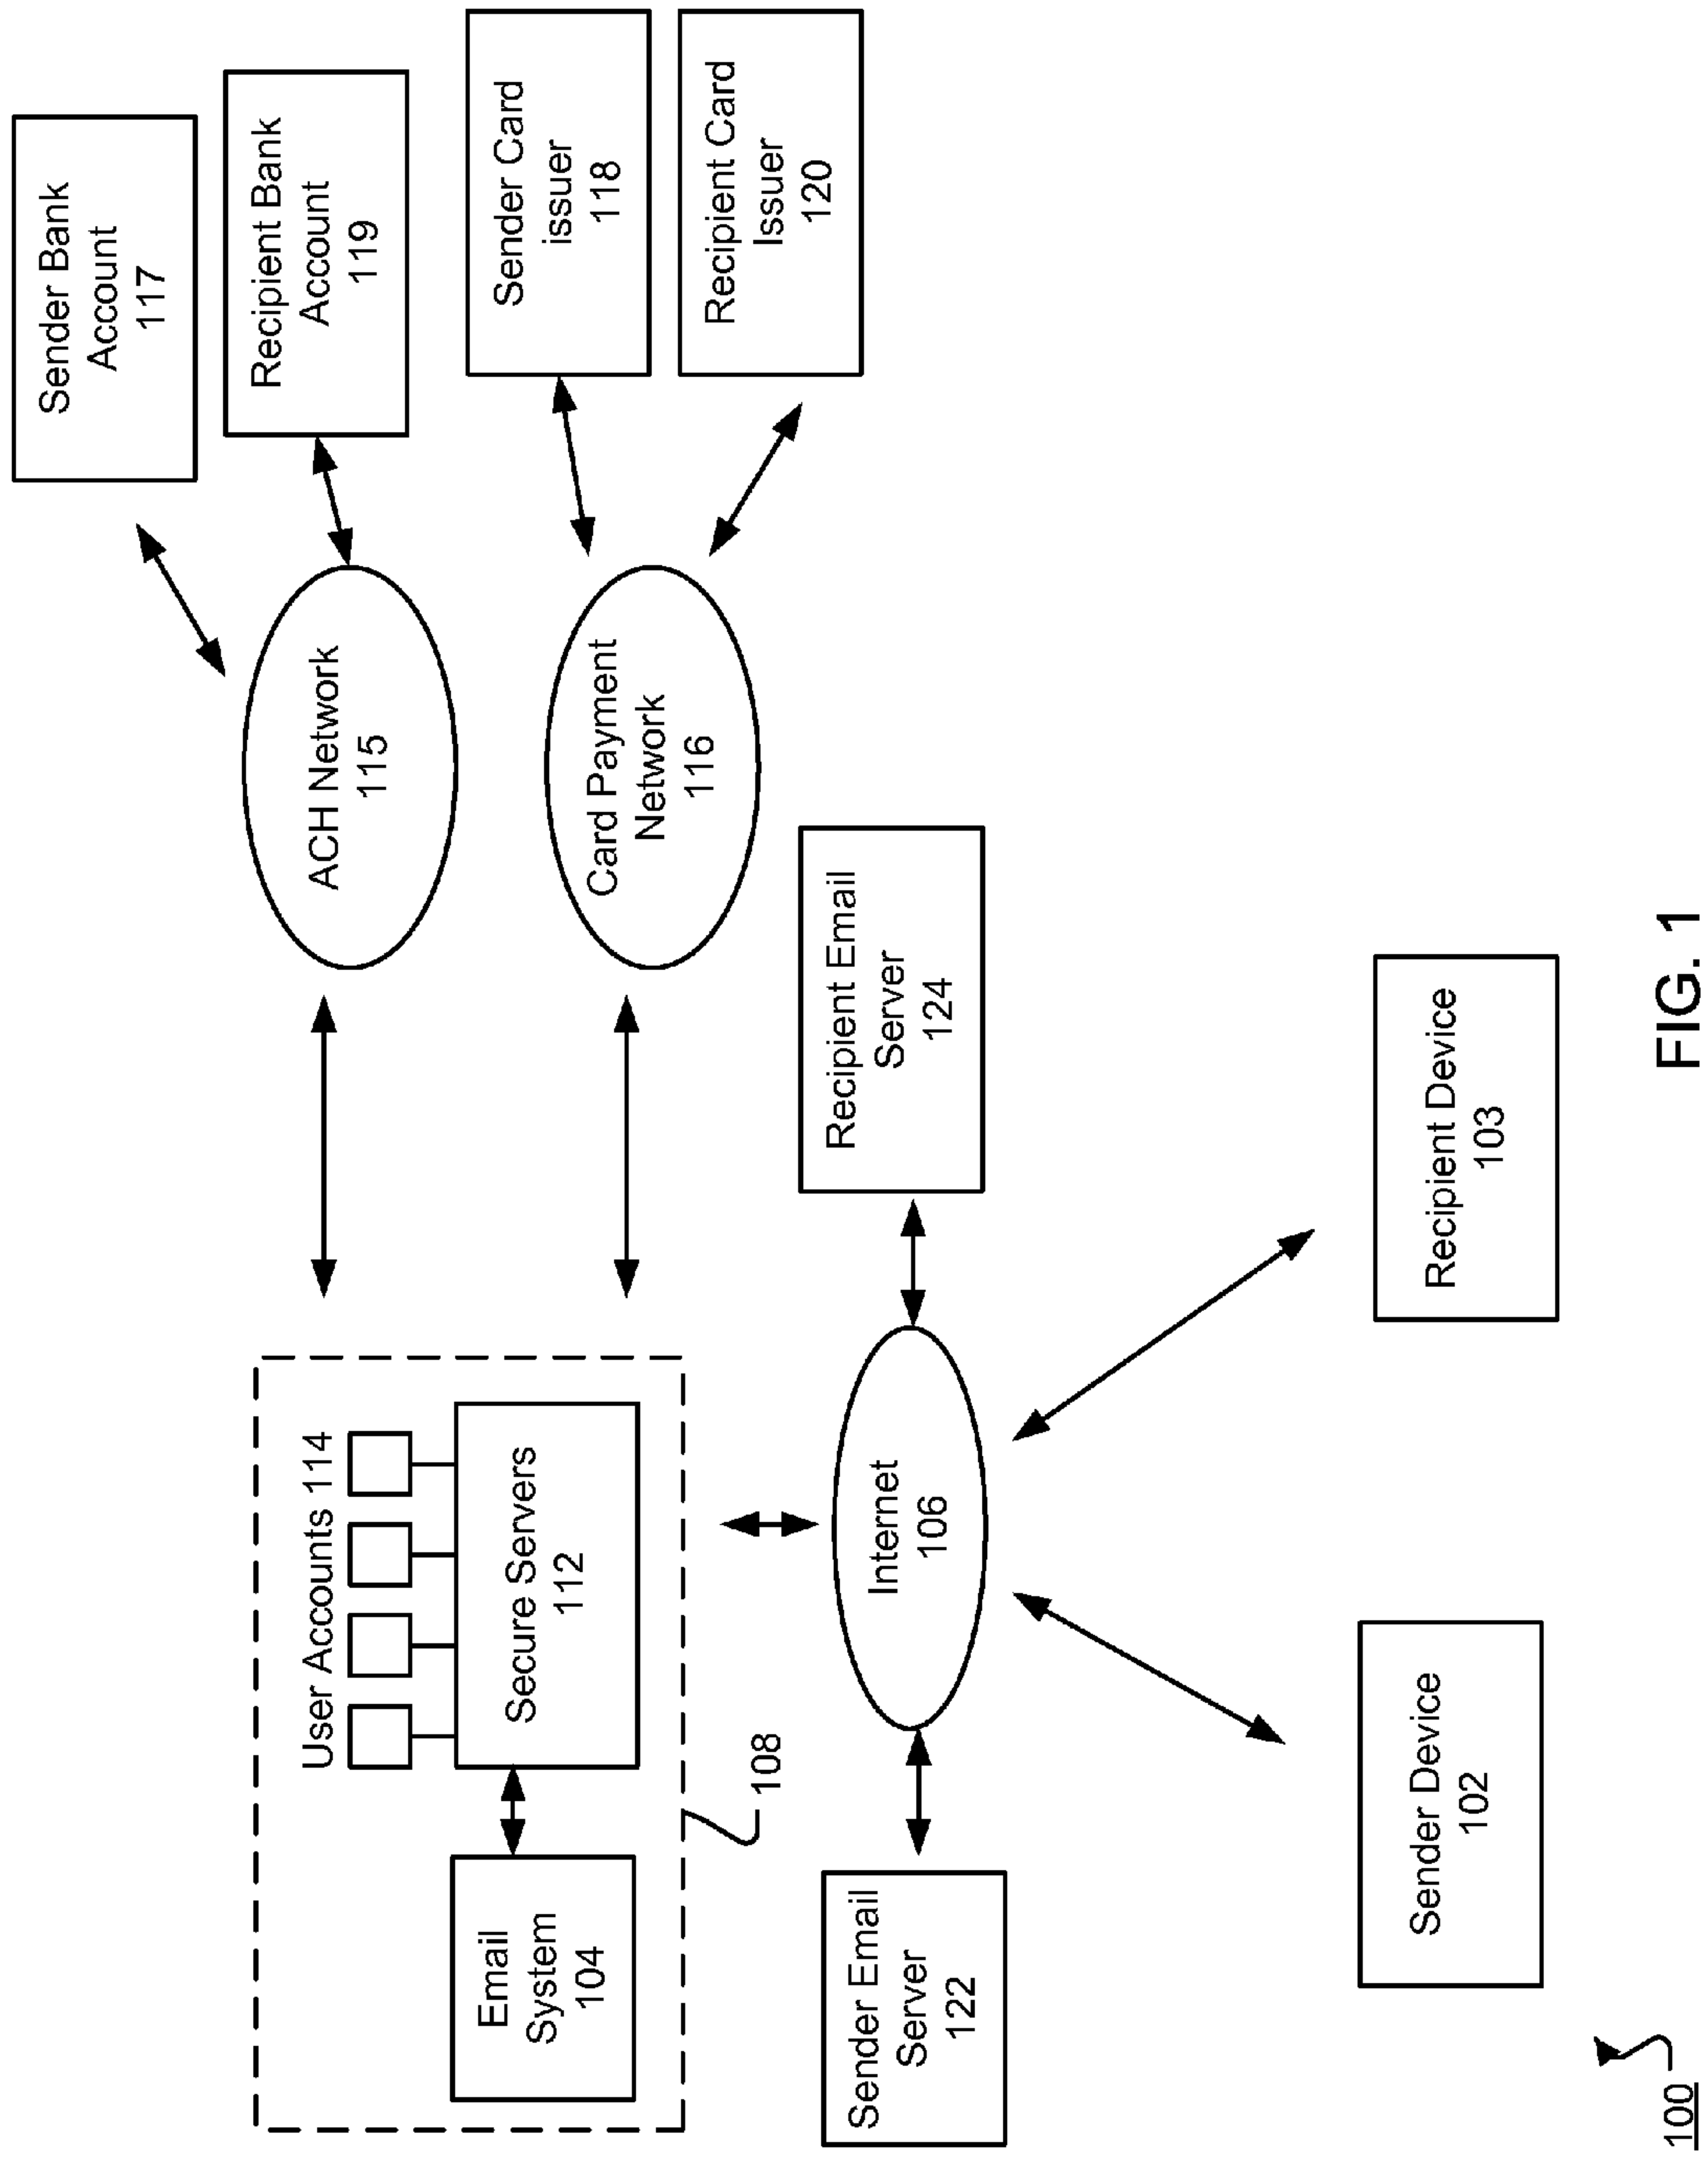 User Accounts 114
Email
System
104
Secure Servers
112
108
ACH Network
115
Card Payment
Network
116
Sender Bank
Account
117
Recipient Bank
Account
119
Sender Card
issuer
118
Recipient Card
Issuer
120
Sender Email
Server
122
Internet
106
Recipient Email
Server
124
Sender Device
102
Recipient Device
103
100
FIG. 1